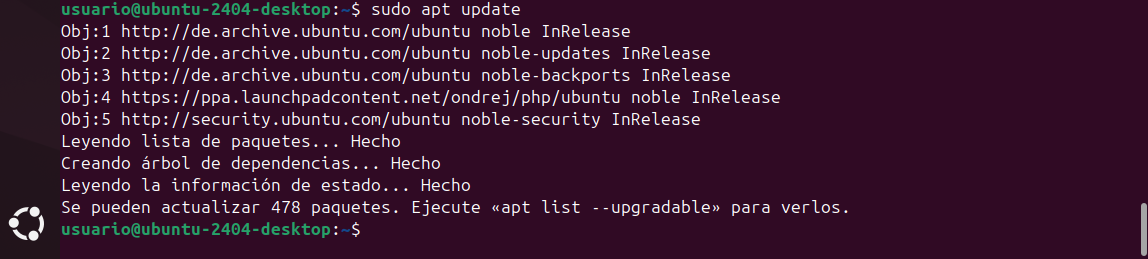 usuario@ubuntu-2404-desktop:~$ sudo apt update
Obj:1 http://de.archive.ubuntu.com/ubuntu noble InRelease
Obj:2 http://de.archive.ubuntu.com/ubuntu noble-updates InRelease
Obj:3 http://de.archive.ubuntu.com/ubuntu noble-backports InRelease
Obj:4 https://ppa.launchpadcontent.net/ondrej/php/ubuntu noble InRelease
Obj:5 http://security.ubuntu.com/ubuntu noble-security InRelease
Leyendo lista de paquetes... Hecho
Creando árbol de dependencias... Hecho
Leyendo la información de estado... Hecho
Se pueden actualizar 478 paquetes. Ejecute «apt list --upgradable» para verlos.
usuario@ubuntu-2404-desktop:~$